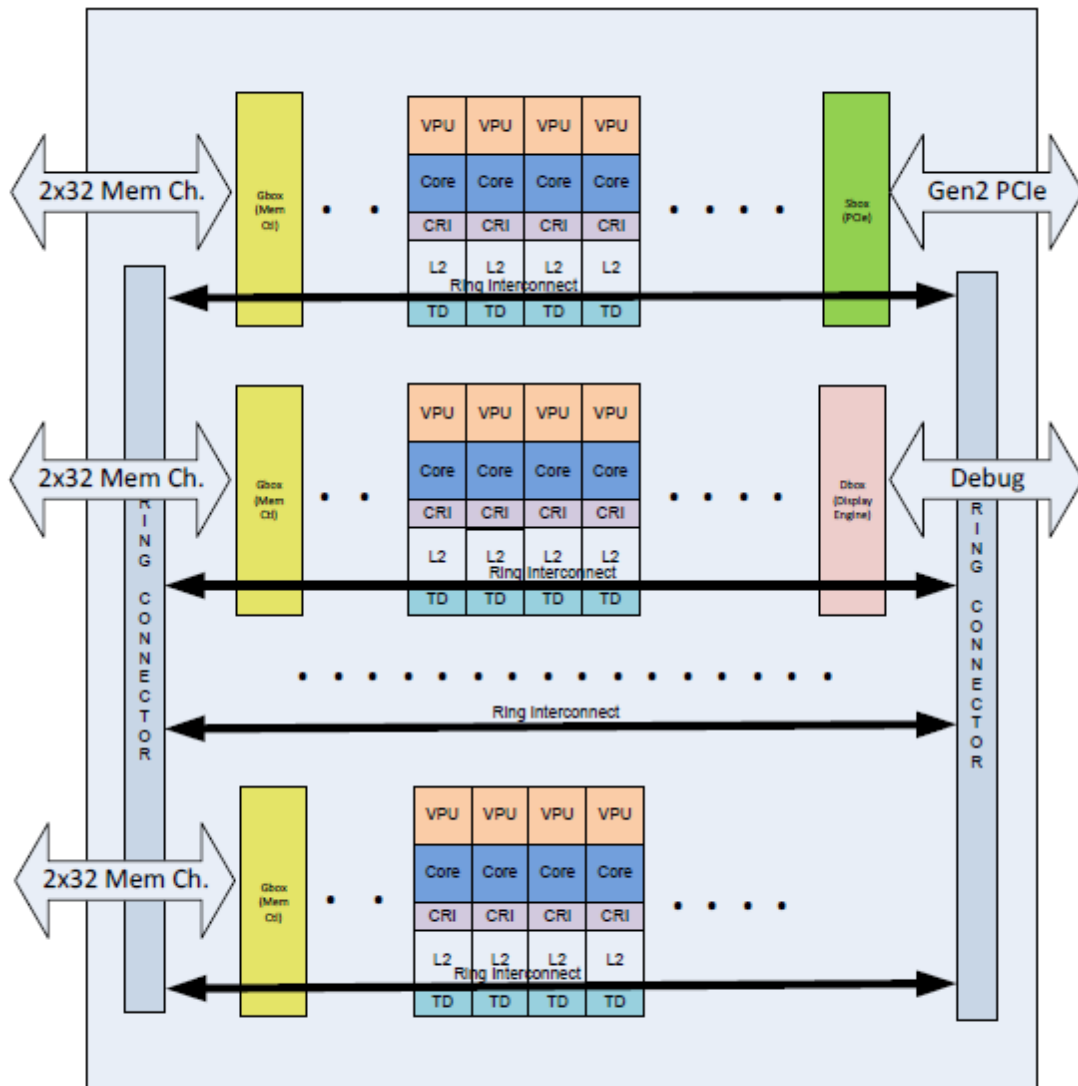 VPU VPU VPU VPU
2x32 Mem Ch.
Gbox
(Mem
Ctl)
Core Core Core Core
Sbox
(PCIe)
Gen2 PCIe
CRI CRI CRI CRI
L2 L2 L2 L2
Ring Interconnect
TD TD TD TD
VPU VPU VPU VPU
2x32 Mem Ch.
Gbox
(Mem
Ctl)
Core Core Core Core
Dbox
(Display
Engine)
Debug
CRI CRI CRI CRI
L2 L2 L2 L2
Ring Interconnect
TD TD TD TD
RING CONNECTOR
RING CONNECTOR
Ring Interconnect
VPU VPU VPU VPU
2x32 Mem Ch.
Gbox
(Mem
Ctl)
Core Core Core Core
CRI CRI CRI CRI
L2 L2 L2 L2
Ring Interconnect
TD TD TD TD